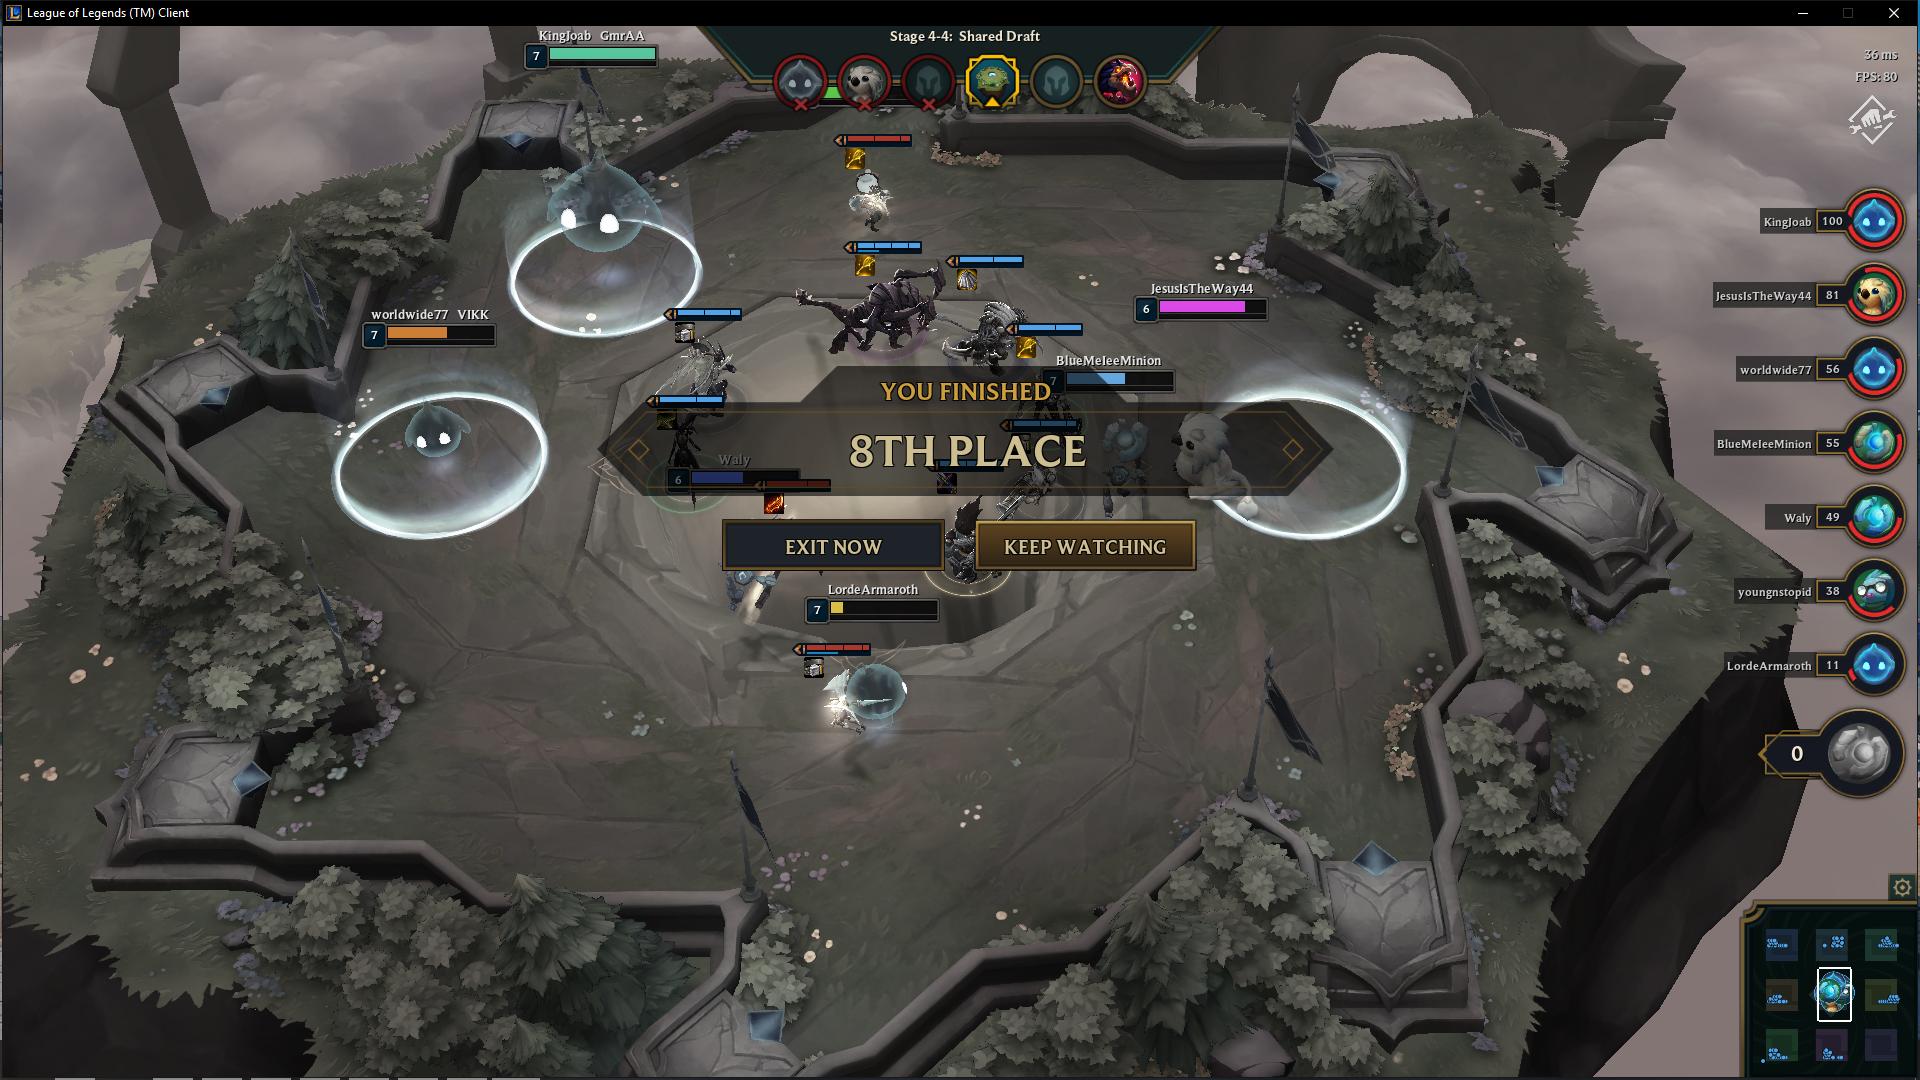 League of Legends (TM) Client
KingJoab GmrAA
7
Stage 4-4: Shared Draft
36 ms
FPS: 80
KingJoab 100
JesusIsTheWay44
6
JesusIsTheWay44 81
worldwide77 VIKK
7
BlueMeleeMinion
7
worldwide77 56
YOU FINISHED
8TH PLACE
BlueMeleeMinion 55
Waly
6
Waly 49
EXIT NOW
KEEP WATCHING
LordeArmaroth
7
youngnstopid 38
LordeArmaroth 11
0